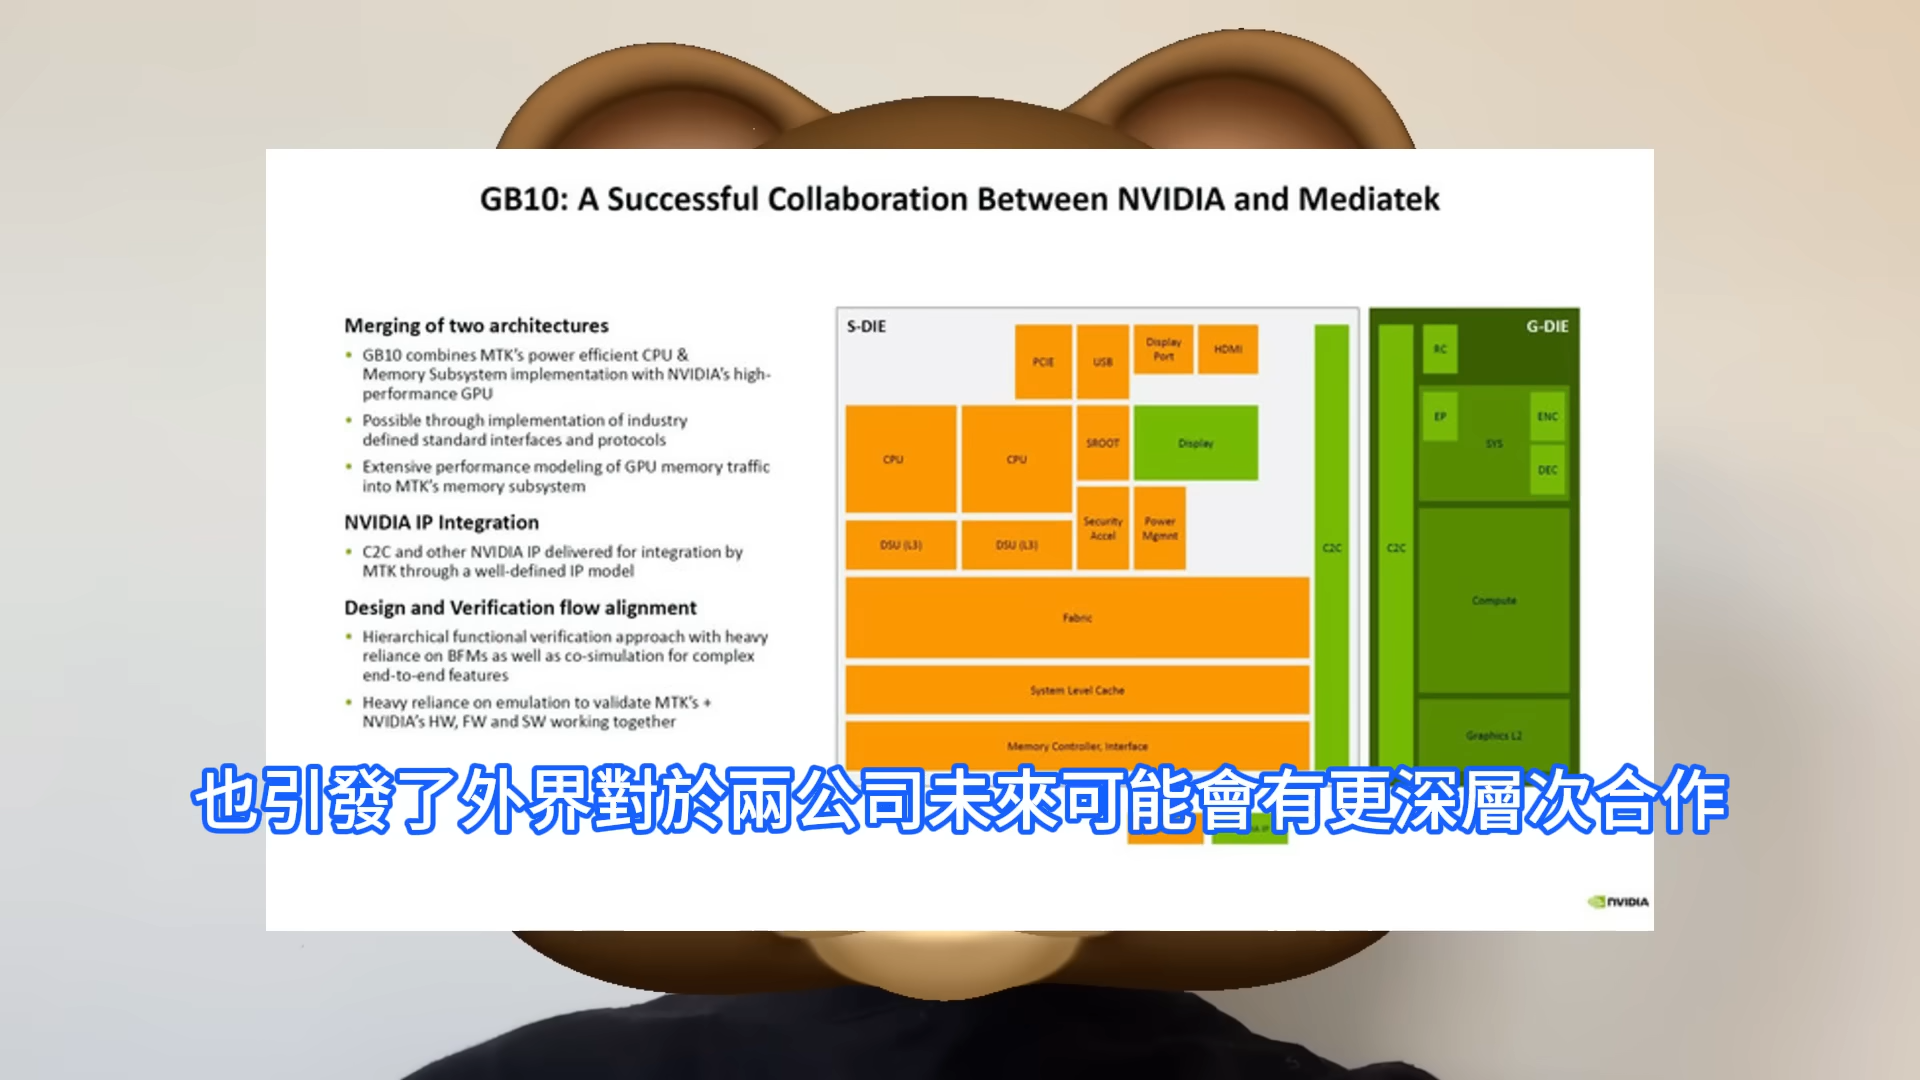 GB10: A Successful Collaboration Between NVIDIA and Mediatek
Merging of two architectures
• GB10 combines MTK's power efficient CPU &
Memory Subsystem implementation with NVIDIA's high-
performance GPU
• Possible through implementation of industry
defined standard interfaces and protocols
• Extensive performance modeling of GPU memory traffic
into MTK's memory subsystem
NVIDIA IP Integration
• C2C and other NVIDIA IP delivered for integration by
MTK through a well-defined IP model
Design and Verification flow alignment
• Hierarchical functional verification approach with heavy
reliance on BFMs as well as co-simulation for complex
end-to-end features
• Heavy reliance on emulation to validate MTK's +
NVIDIA's HW, FW and SW working together
S-DIE
PCIE
USB
Display
Port
HDMI
CPU
CPU
SROOT
Display
DSU (L3)
DSU (L3)
Security
Accel
Power
Mgmnt
Fabric
System Level Cache
Memory Controller, Interface
C2C
G-DIE
C2C
RC
EP
SYS
ENC
DEC
Compute
Graphics L2
也引發了外界對於兩公司未來可能會有更深層次合作
NVIDIA